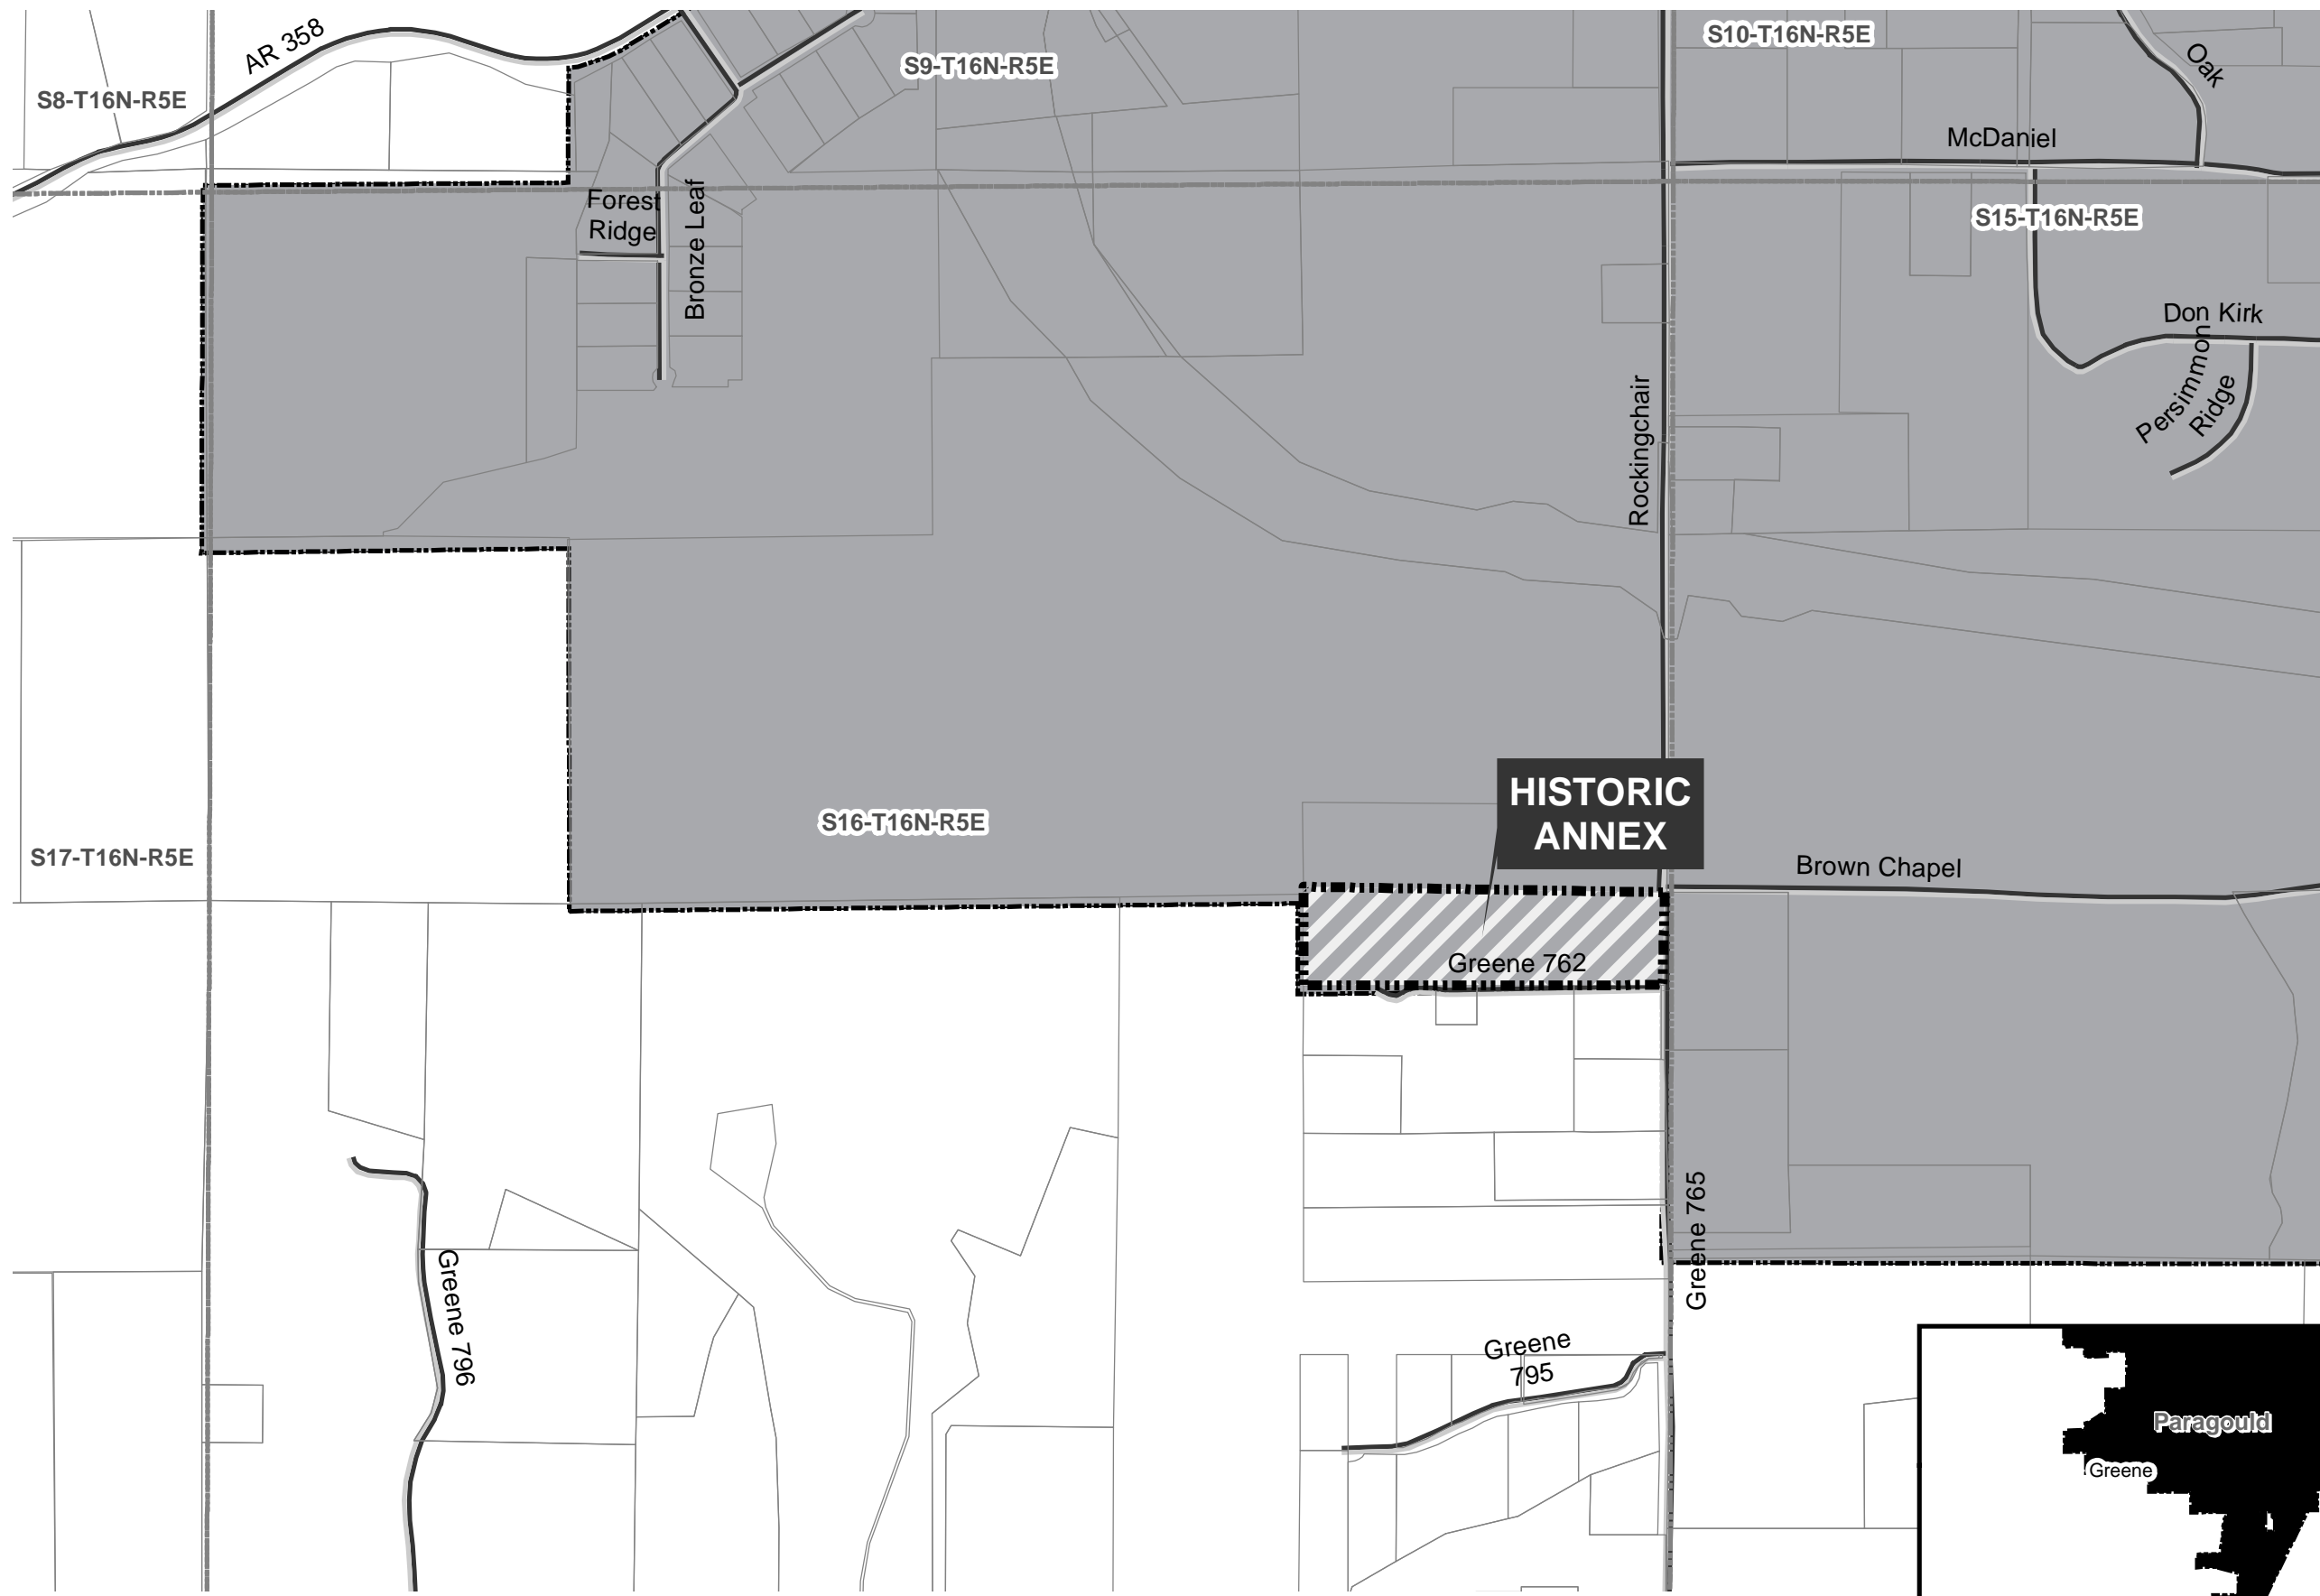 AR 358
S10-T16N-R5E
S9-T16N-R5E
Oak
S8-T16N-R5E
McDaniel
Forest
Ridge
Bronze Leaf
S15-T16N-R5E
Don Kirk
Persimmon
Ridge
Rockingchair
HISTORIC
ANNEX
S16-T16N-R5E
S17-T16N-R5E
Brown Chapel
Greene 762
Greene 765
Greene 796
Greene
795
Paragould
Greene